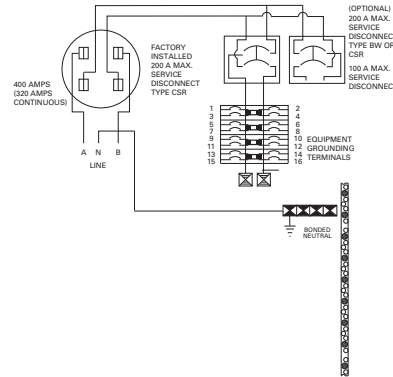 (OPTIONAL)
200 A MAX.
SERVICE
DISCONNECT
TYPE BW OR
CSR
100 A MAX.
SERVICE
DISCONNECT
FACTORY
INSTALLED
200 A MAX.
SERVICE
DISCONNECT
TYPE CSR
400 AMPS
(320 AMPS
CONTINUOUS)
A N B
LINE
1 2
3 4
5 6
7 8
9 10
11 12
13 14
15 16
EQUIPMENT
GROUNDING
TERMINALS
BONDED
NEUTRAL